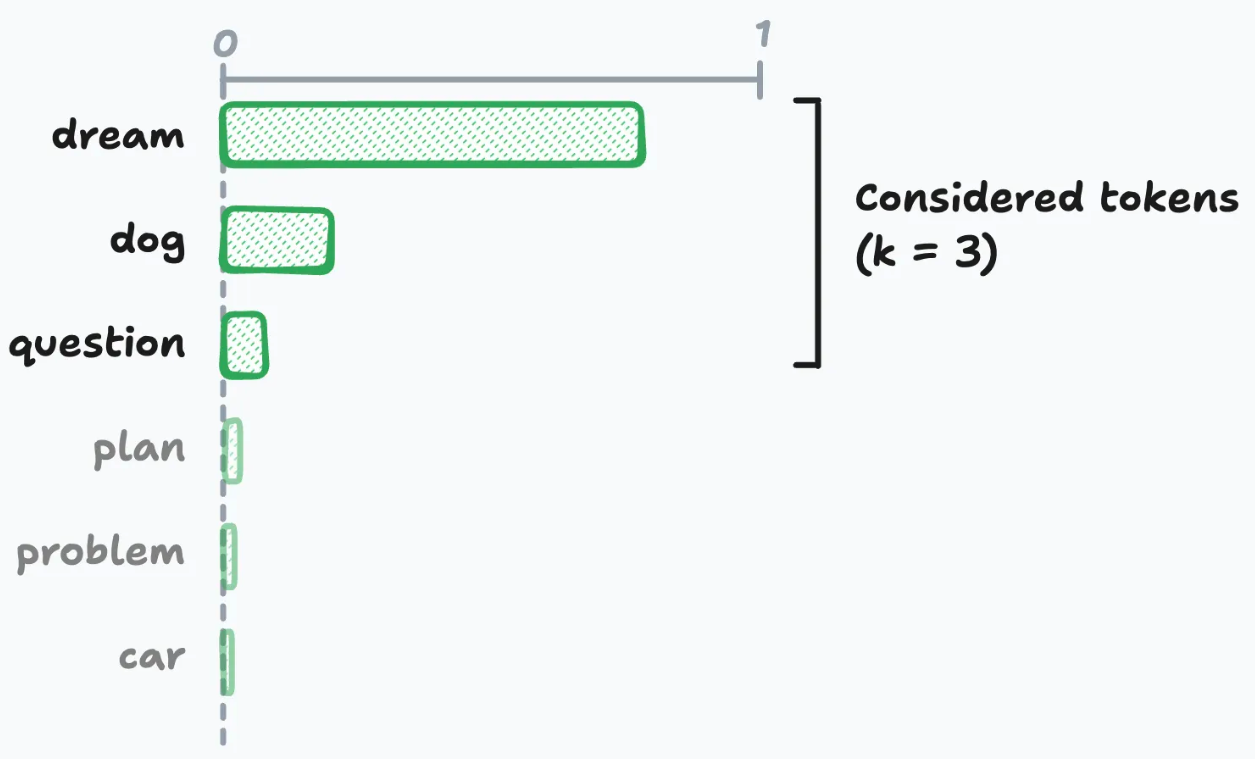 0
1
dream
dog
question
plan
problem
car
Considered tokens
(k = 3)